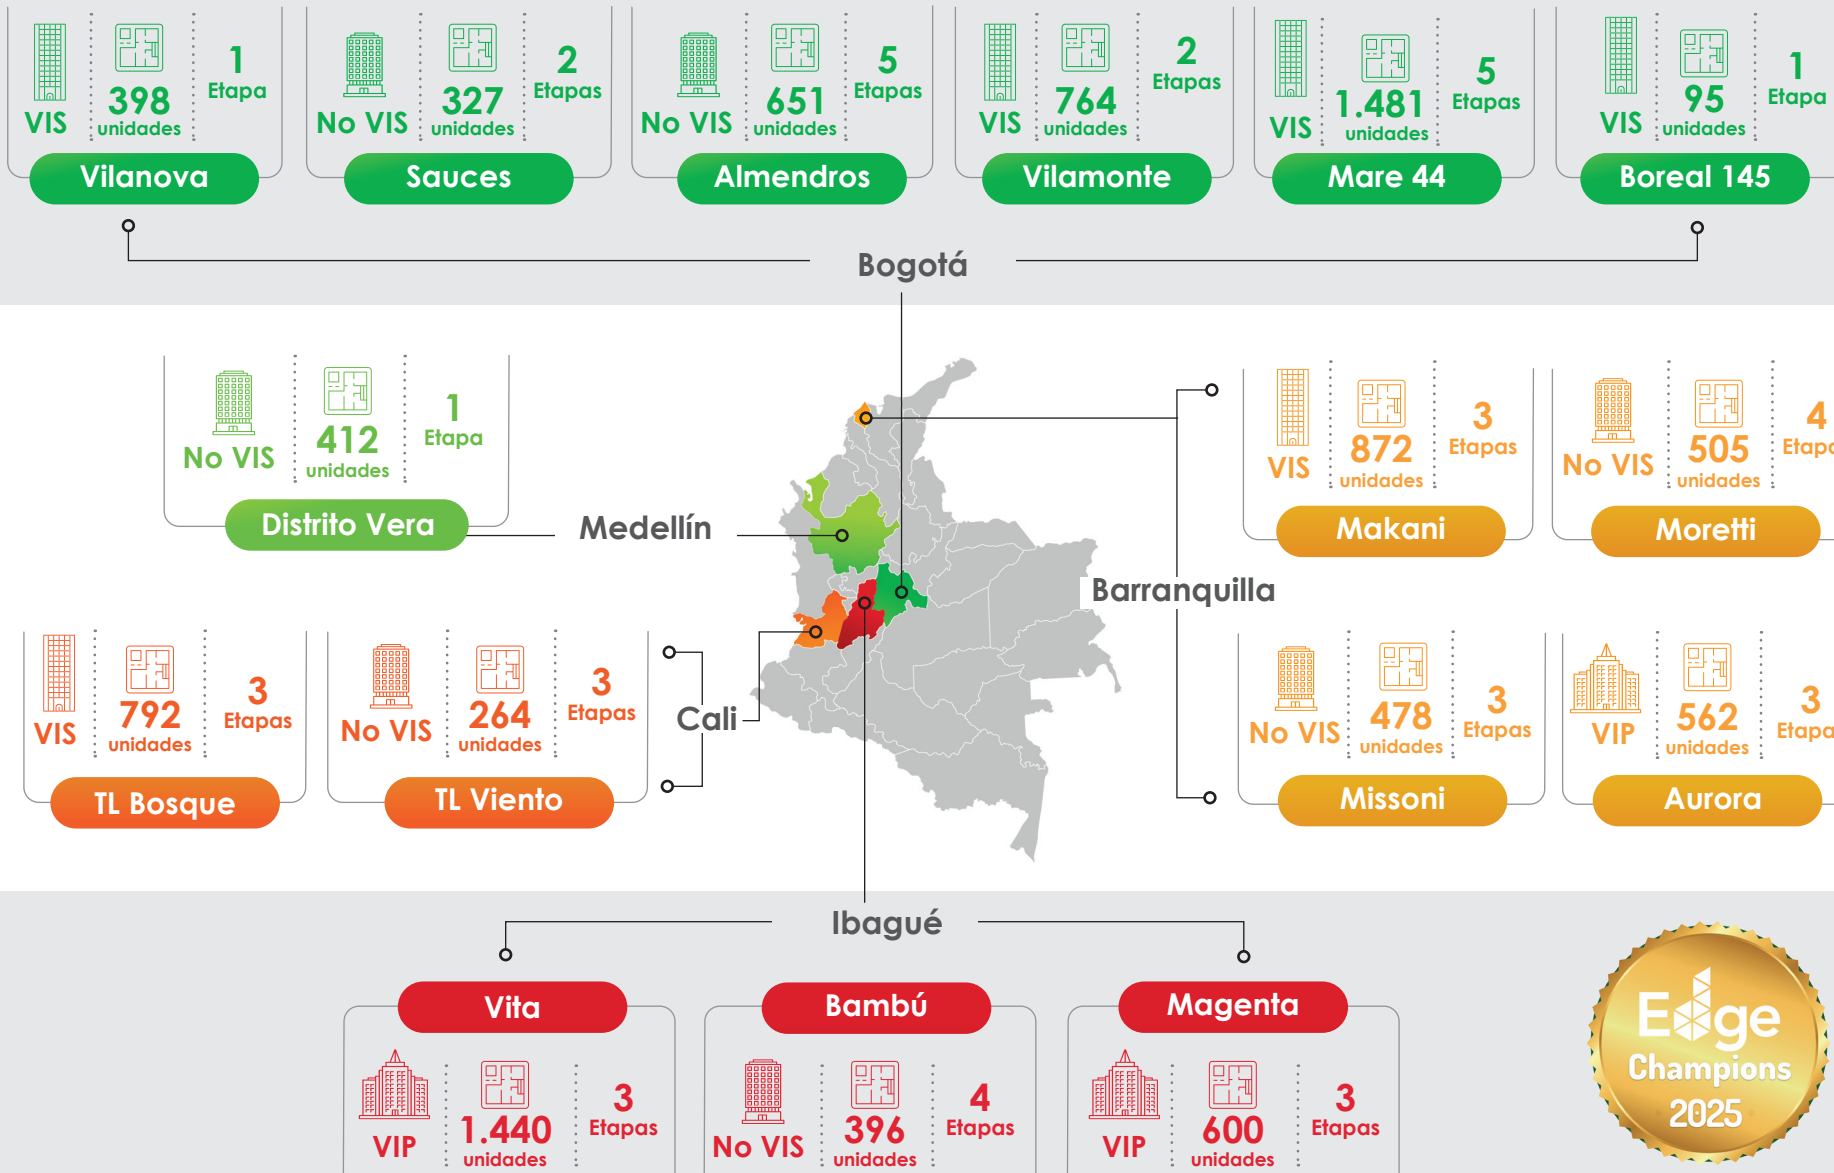 VIS
398
unidades
1
Etapa
Vilanova
No VIS
327
unidades
2
Etapas
Sauces
No VIS
651
unidades
5
Etapas
Almendros
VIS
764
unidades
2
Etapas
Vilamonte
VIS
1.481
unidades
5
Etapas
Mare 44
VIS
95
unidades
1
Etapa
Boreal 145
Bogotá
No VIS
412
unidades
1
Etapa
Distrito Vera
Medellín
VIS
872
unidades
3
Etapas
Makani
No VIS
505
unidades
4
Etapa
Moretti
Barranquilla
VIS
792
unidades
3
Etapas
TL Bosque
No VIS
264
unidades
3
Etapas
TL Viento
Cali
No VIS
478
unidades
3
Etapas
Missoni
VIP
562
unidades
3
Etapa
Aurora
Ibagué
Vita
VIP
1.440
unidades
3
Etapas
Bambú
No VIS
396
unidades
4
Etapas
Magenta
VIP
600
unidades
3
Etapas
Edge
Champions
2025